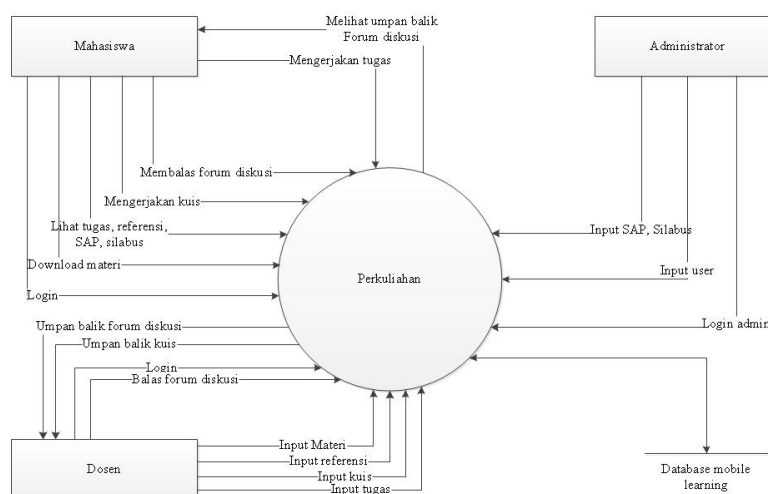 Melihat umpan balik
Forum diskusi
Mahasiswa
Administrator
Mengerjakan tugas
Membalas forum diskusi
Mengerjakan kuis
Lihat tugas, referensi,
SAP, silabus
Input SAP, Silabus
Download materi
Perkuliahan
Input user
Login
Umpan balik forum diskusi
Login admin
Umpan balik kuis
Login
Balas forum diskusi
Input Materi
Input referensi
Input kuis
Input tugas
Dosen
Database mobile
learning